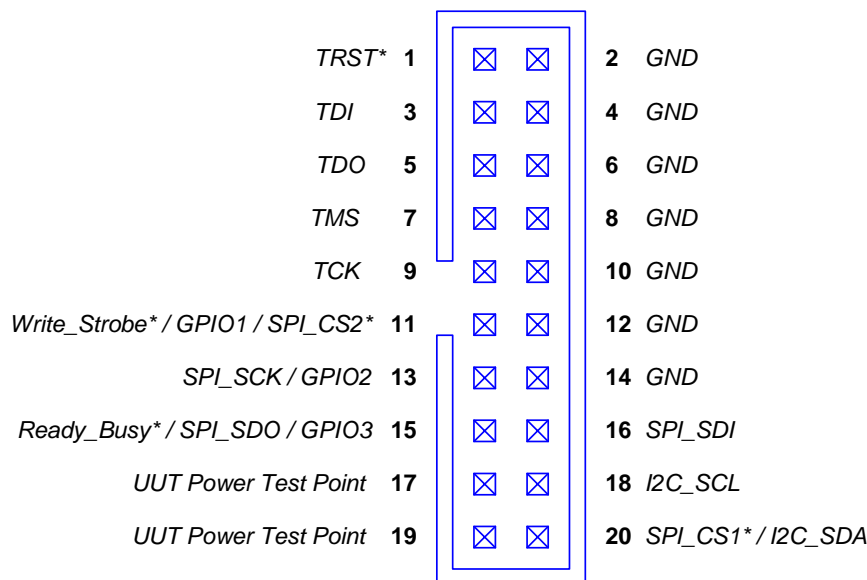 TRST* 1 2 GND
TDI 3 4 GND
TDO 5 6 GND
TMS 7 8 GND
TCK 9 10 GND
Write_Strobe* / GPIO1 / SPI_CS2* 11 12 GND
SPI_SCK / GPIO2 13 14 GND
Ready_Busy* / SPI_SDO / GPIO3 15 16 SPI_SDI
UUT Power Test Point 17 18 I2C_SCL
UUT Power Test Point 19 20 SPI_CS1* / I2C_SDA